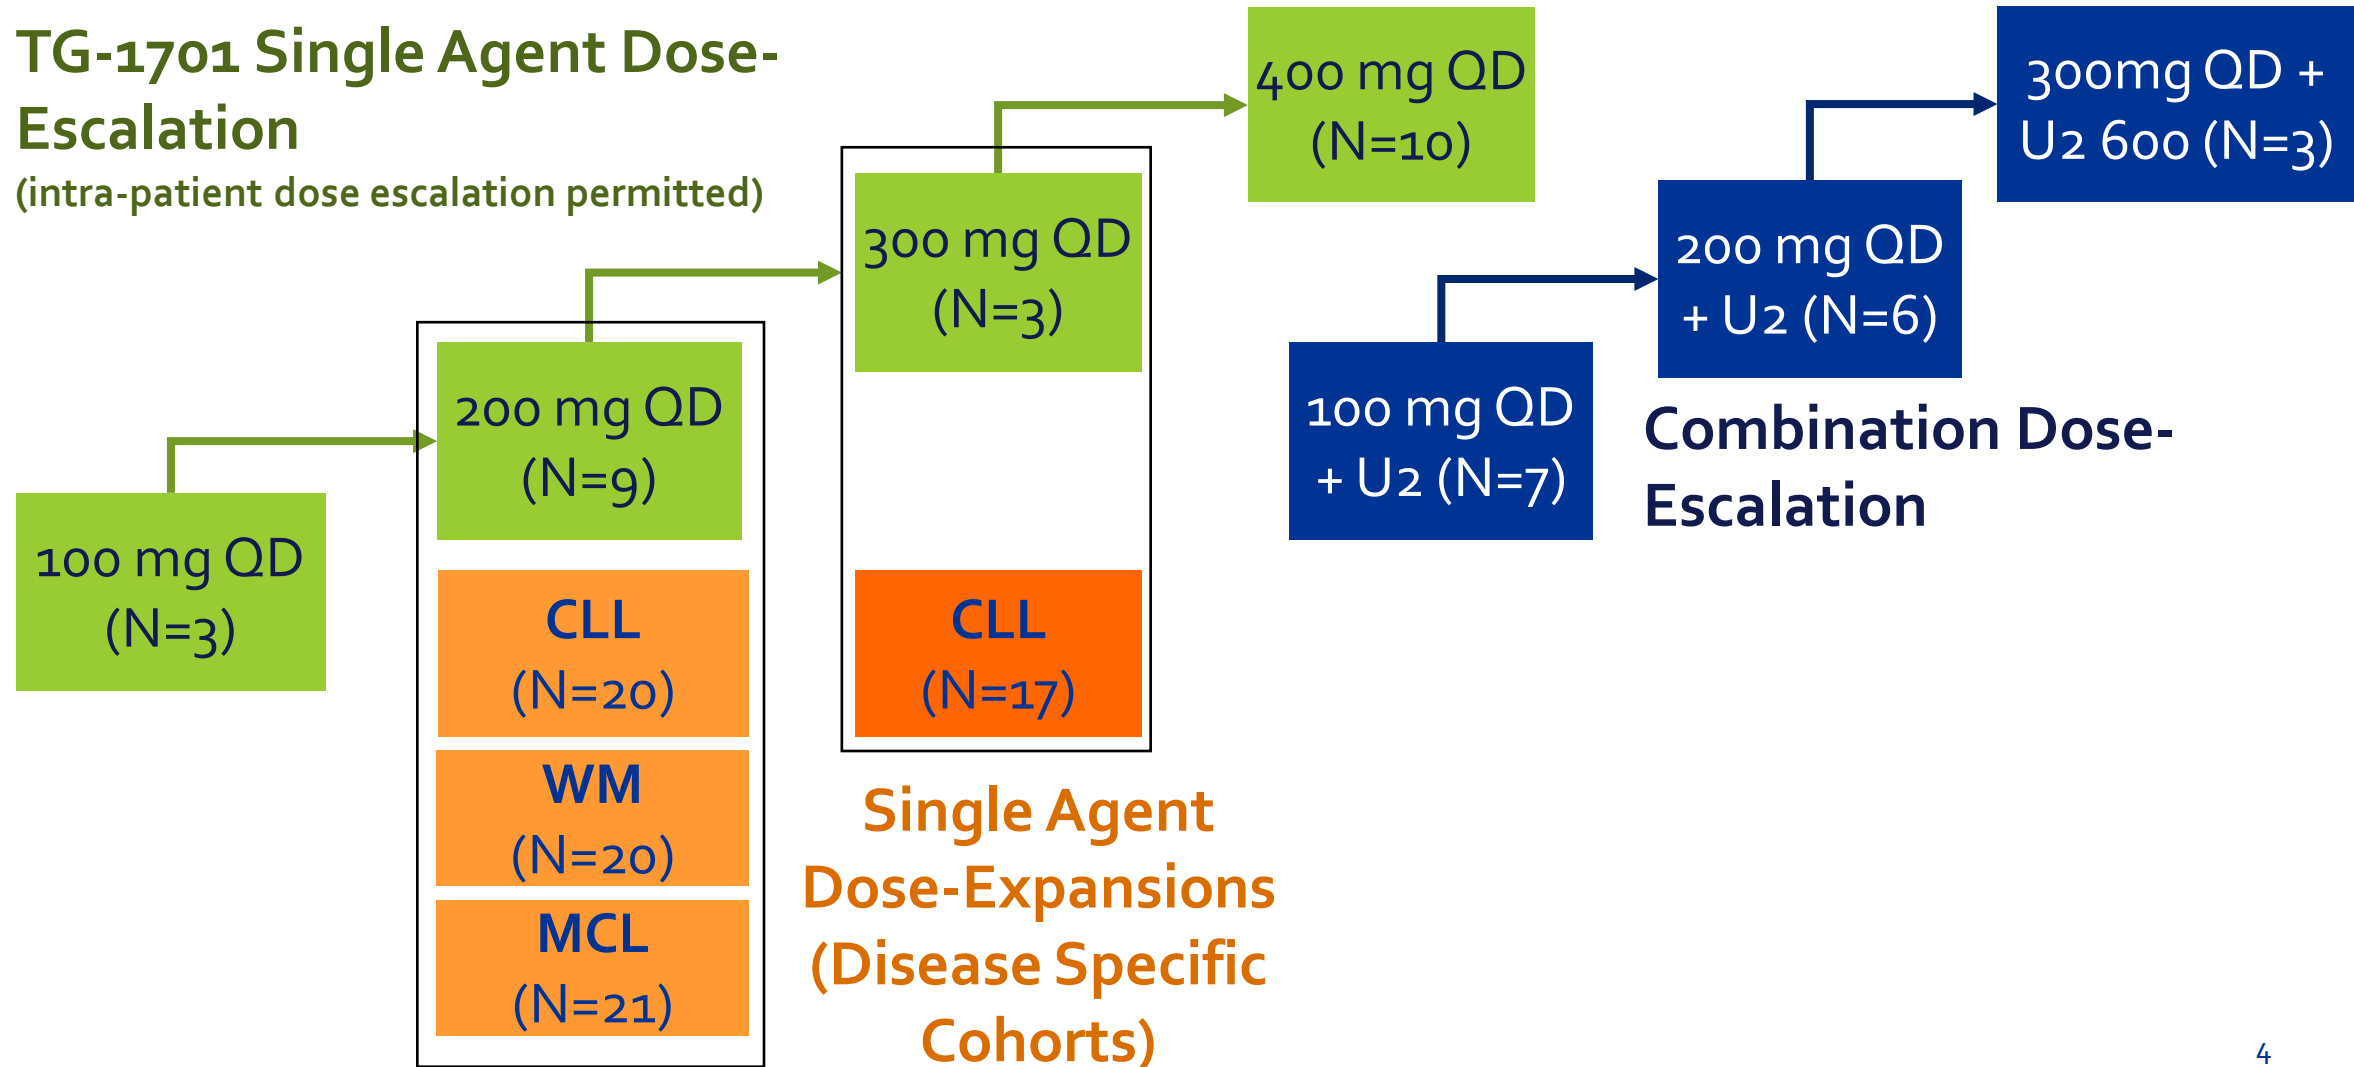 TG-1701 Single Agent Dose-
Escalation
(intra-patient dose escalation permitted)
100 mg QD
(N=3)
200 mg QD
(N=9)
CLL
(N=20)
WM
(N=20)
MCL
(N=21)
300 mg QD
(N=3)
CLL
(N=17)
400 mg QD
(N=10)
Single Agent
Dose-Expansions
(Disease Specific
Cohorts)
100 mg QD
+ U2 (N=7)
200 mg QD
+ U2 (N=6)
300mg QD +
U2 600 (N=3)
Combination Dose-
Escalation
4